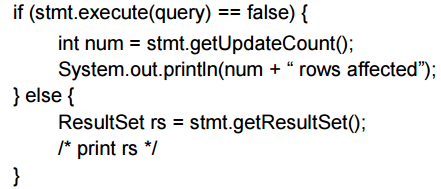 if (stmt.execute(query) == false) {
int num = stmt.getUpdateCount();
System.out.println(num + “ rows affected”);
} else {
ResultSet rs = stmt.getResultSet();
/* print rs */
}